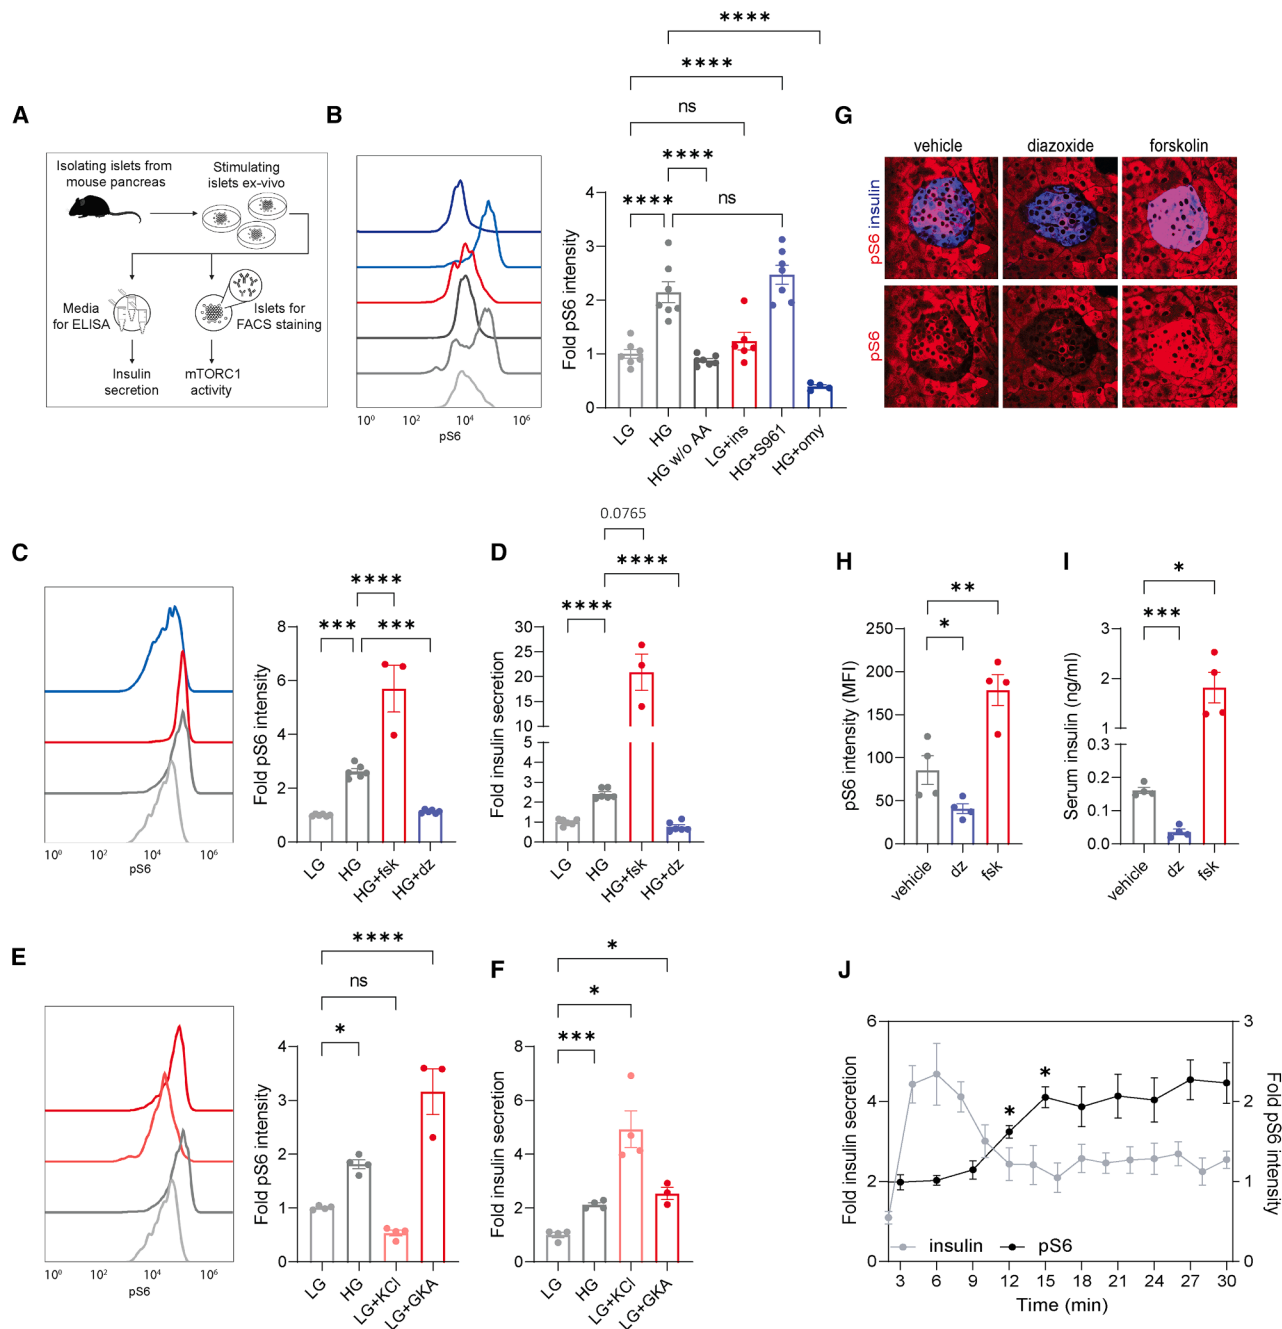 A
Isolating islets from
mouse pancreas
Stimulating
islets ex-vivo
Media
for ELISA
Islets for
FACS staining
Insulin
secretion
mTORC1
activity
B
10⁰ 10² 10⁴ 10⁶
pS6
****
****
ns
****
**** ns
Fold pS6 intensity
4
3
2
1
0
LG
HG
HG w/o AA
LG+ins
HG+S961
HG+omy
G
vehicle diazoxide forskolin
pS6 insulin
pS6
C
10⁰ 10² 10⁴ 10⁶
pS6
****
*** ***
Fold pS6 intensity
8
6
4
2
0
LG
HG
HG+fsk
HG+dz
D
0.0765
****
****
Fold insulin secretion
30
25
20
15
10
5
4
3
2
1
0
LG
HG
HG+fsk
HG+dz
H
**
*
pS6 intensity (MFI)
250
200
150
100
50
0
vehicle
dz
fsk
I
*
***
Serum insulin (ng/ml)
3
2
1
0.3
0.2
0.1
0.0
vehicle
dz
fsk
E
10⁰ 10² 10⁴ 10⁶
pS6
****
ns
*
Fold pS6 intensity
4
3
2
1
0
LG
HG
LG+KCl
LG+GKA
F
*
*
***
Fold insulin secretion
8
6
4
2
0
LG
HG
LG+KCl
LG+GKA
J
Fold insulin secretion
6
4
2
0
*
*
insulin pS6
3 6 9 12 15 18 21 24 27 30
Time (min)
3
2
1
0
Fold pS6 intensity